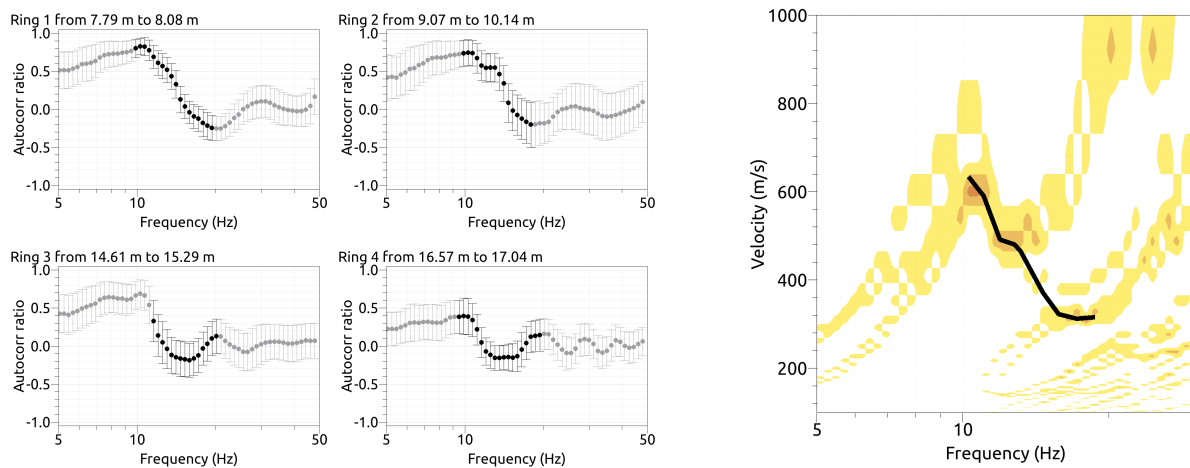 Ring 1 from 7.79 m to 8.08 m
1.0
0.5
0.0
-0.5
-1.0
Autocorr ratio
5
10
50
Frequency (Hz)
Ring 2 from 9.07 m to 10.14 m
1.0
0.5
0.0
-0.5
-1.0
Autocorr ratio
5
10
50
Frequency (Hz)
Ring 3 from 14.61 m to 15.29 m
1.0
0.5
0.0
-0.5
-1.0
Autocorr ratio
5
10
50
Frequency (Hz)
Ring 4 from 16.57 m to 17.04 m
1.0
0.5
0.0
-0.5
-1.0
Autocorr ratio
5
10
50
Frequency (Hz)
1000
800
600
400
200
Velocity (m/s)
5
10
Frequency (Hz)